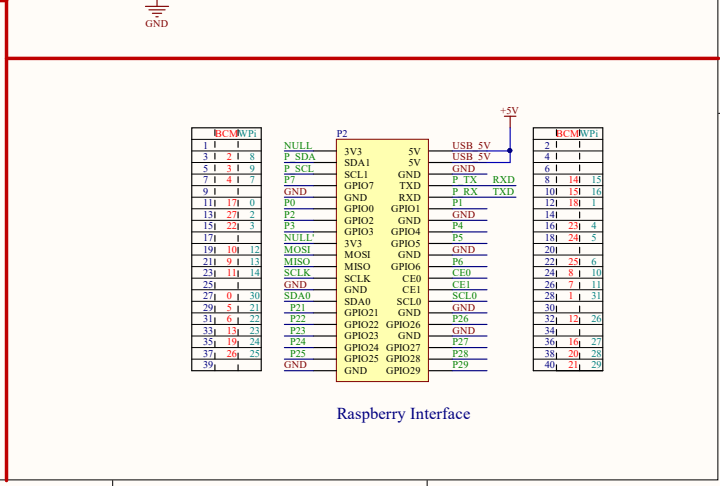 GND
+5V
BCM WPi
P2
BCM WPi
1 NULL 3V3 5V USB 5V 2
3 2 8 P SDA SDA1 5V USB 5V 4
5 3 9 P SCL SCL1 GND GND 6
7 4 7 P7 GPIO7 TXD P TX RXD 8 14 15
9 GND GND RXD P RX TXD 10 15 16
11 17 0 P0 GPIO0 GPIO1 P1 12 18 1
13 27 2 P2 GPIO2 GND GND 14
15 22 3 P3 GPIO3 GPIO4 P4 16 23 4
17 NULL' 3V3 GPIO5 P5 18 24 5
19 10 12 MOSI MOSI GND GND 20
21 9 13 MISO MISO GPIO6 P6 22 25 6
23 11 14 SCLK SCLK CE0 CE0 24 8 10
25 GND GND CE1 CE1 26 7 11
27 0 30 SDA0 SDA0 SCL0 SCL0 28 1 31
29 5 21 P21 GPIO21 GND GND 30
31 6 22 P22 GPIO22 GPIO26 P26 32 12 26
33 13 23 P23 GPIO23 GND GND 34
35 19 24 P24 GPIO24 GPIO27 P27 36 16 27
37 26 25 P25 GPIO25 GPIO28 P28 38 20 28
39 GND GND GPIO29 P29 40 21 29
Raspberry Interface